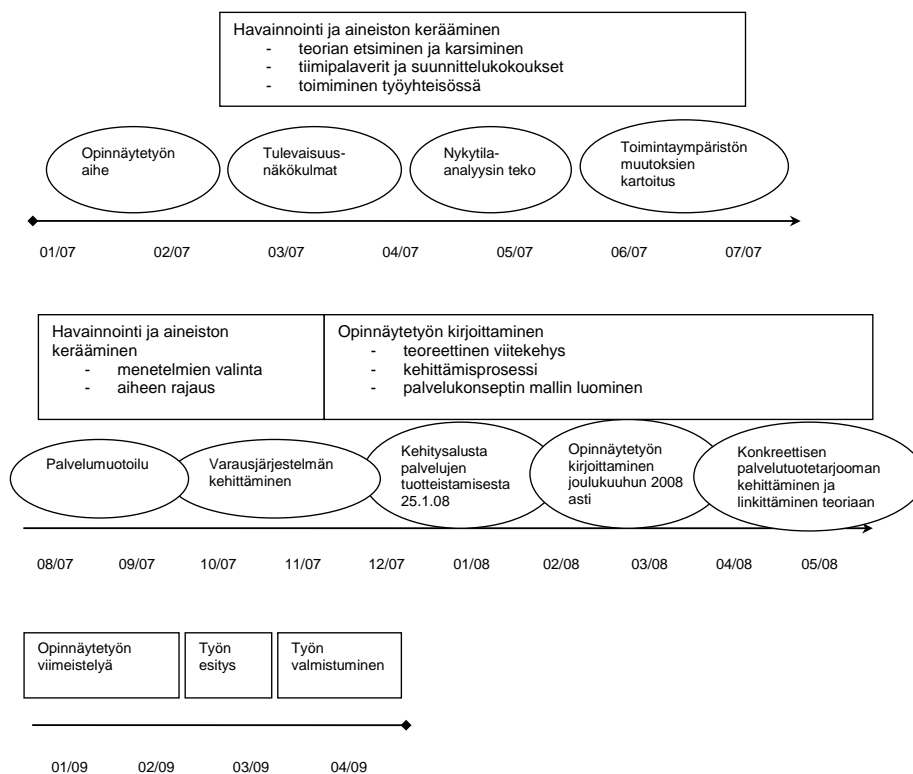 Havainnointi ja aineiston kerääminen
- teorian etsiminen ja karsiminen
- tiimipalaverit ja suunnittelukokoukset
- toimiminen työyhteisössä
Opinnäytetyön
aihe
Tulevaisuus-
näkökulmat
Nykytila-
analyysin teko
Toimintaympäristön
muutoksien
kartoitus
01/07 02/07 03/07 04/07 05/07 06/07 07/07
Havainnointi ja aineiston
kerääminen
- menetelmien valinta
- aiheen rajaus
Opinnäytetyön kirjoittaminen
- teoreettinen viitekehys
- kehittämisprosessi
- palvelukonseptin mallin luominen
Palvelumuotoilu
Varausjärjestelmän
kehittäminen
Kehitysalusta
palvelujen
tuotteistamisesta
25.1.08
Opinnäytetyön
kirjoittaminen
joulukuuhun 2008
asti
Konkreettisen
palvelutuotetarjooman
kehittäminen ja
linkittäminen teoriaan
08/07 09/07 10/07 11/07 12/07 01/08 02/08 03/08 04/08 05/08
Opinnäytetyön
viimeistelyä
Työn
esitys
Työn
valmistuminen
01/09 02/09 03/09 04/09